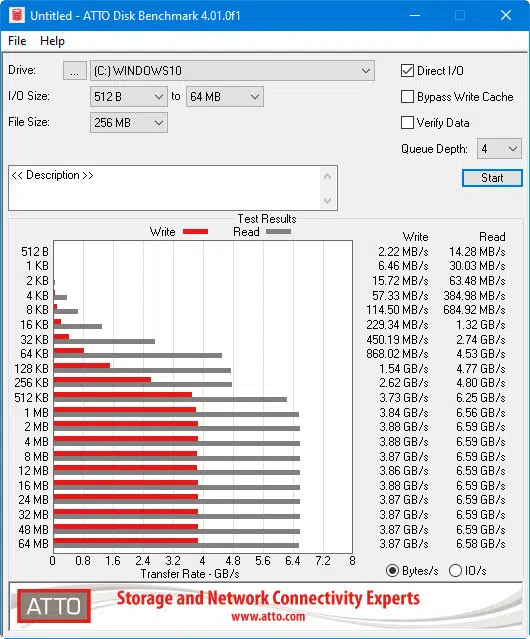 Untitled - ATTO Disk Benchmark 4.01.0f1
File Help
Drive: ... (C:) WINDOWS10 Direct I/O
I/O Size: 512 B to 64 MB Bypass Write Cache
File Size: 256 MB Verify Data
Queue Depth: 4
<< Description >> Start
Test Results
Write Read Write Read
512 B 2.22 MB/s 14.28 MB/s
1 KB 6.46 MB/s 30.03 MB/s
2 KB 15.72 MB/s 63.48 MB/s
4 KB 57.33 MB/s 384.98 MB/s
8 KB 114.50 MB/s 684.92 MB/s
16 KB 229.34 MB/s 1.32 GB/s
32 KB 450.19 MB/s 2.74 GB/s
64 KB 868.02 MB/s 4.53 GB/s
128 KB 1.54 GB/s 4.77 GB/s
256 KB 2.62 GB/s 4.80 GB/s
512 KB 3.73 GB/s 6.25 GB/s
1 MB 3.84 GB/s 6.56 GB/s
2 MB 3.88 GB/s 6.59 GB/s
4 MB 3.88 GB/s 6.59 GB/s
8 MB 3.87 GB/s 6.59 GB/s
12 MB 3.86 GB/s 6.59 GB/s
16 MB 3.88 GB/s 6.59 GB/s
24 MB 3.87 GB/s 6.59 GB/s
32 MB 3.87 GB/s 6.59 GB/s
48 MB 3.87 GB/s 6.59 GB/s
64 MB 3.87 GB/s 6.58 GB/s
0 0.8 1.6 2.4 3.2 4 4.8 5.6 6.4 7.2 8
Transfer Rate - GB/s Bytes/s IO/s
ATTO Storage and Network Connectivity Experts
www.atto.com